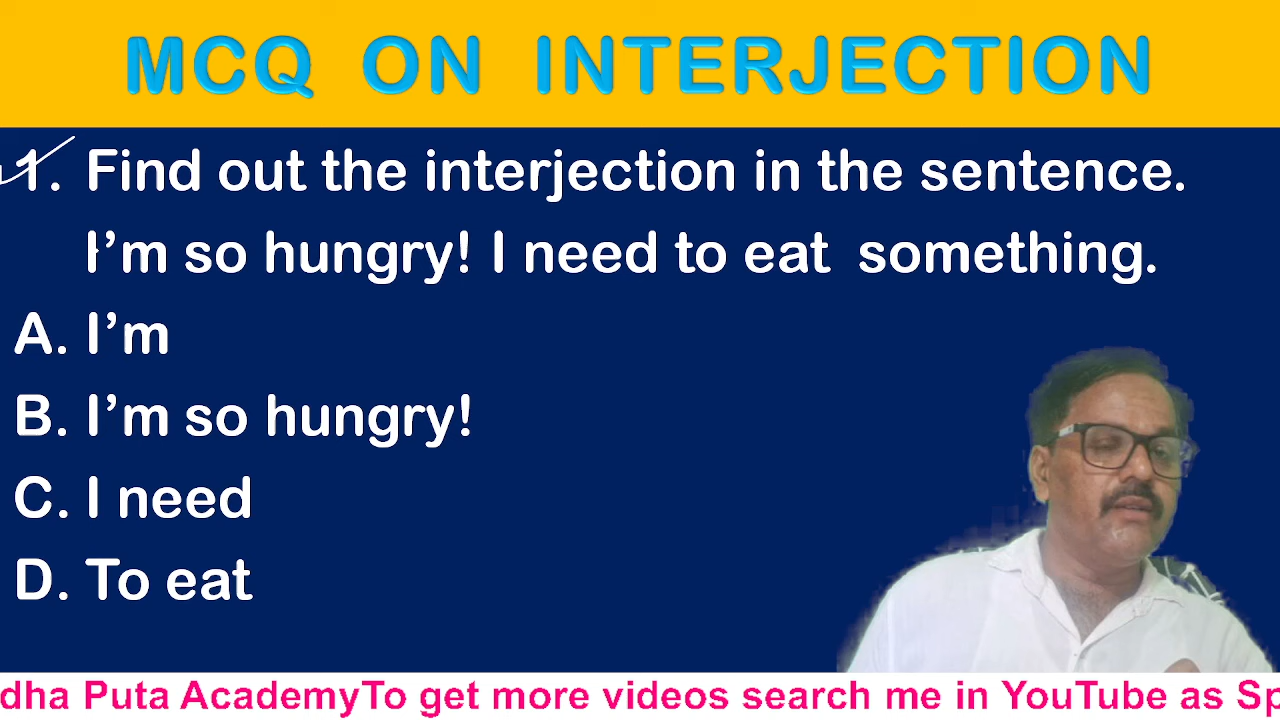 MCQ ON INTERJECTION
1. Find out the interjection in the sentence.
I'm so hungry! I need to eat something.
A. I'm
B. I'm so hungry!
C. I need
D. To eat
dha Puta AcademyTo get more videos search me in YouTube as Sp